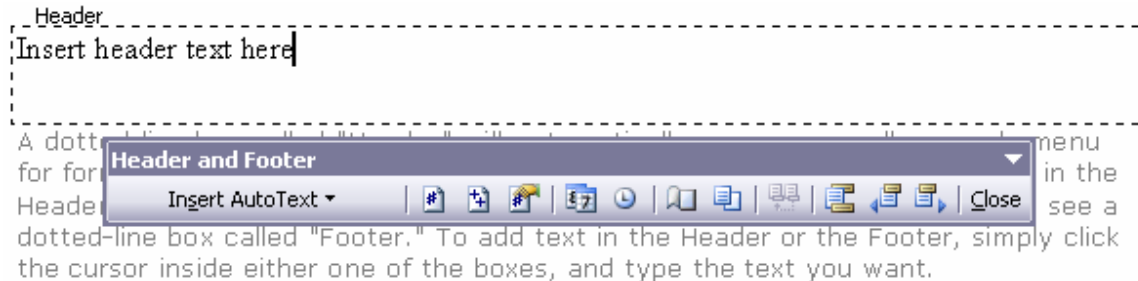 Header
Insert header text here
A dott menu
Header and Footer
for for in the
Insert AutoText Close
Header see a
dotted-line box called "Footer." To add text in the Header or the Footer, simply click
the cursor inside either one of the boxes, and type the text you want.